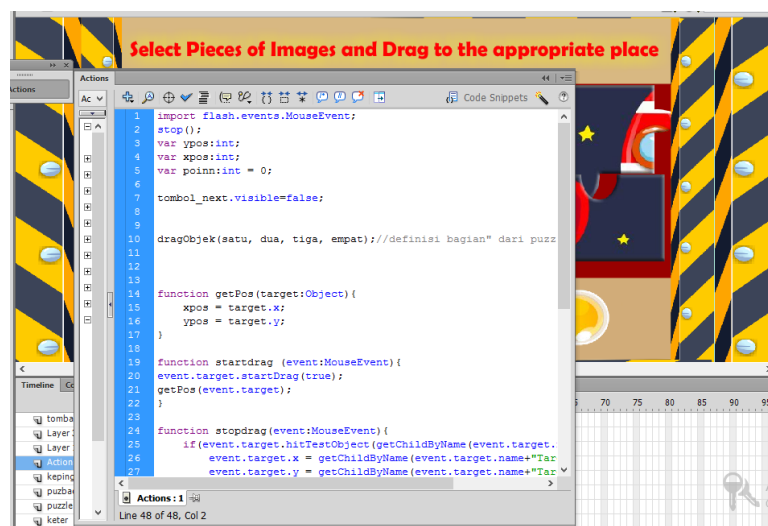 Select Pieces of Images and Drag to the appropriate place
Actions
Ac
Code Snippets
1 import flash.events.MouseEvent;
2 stop();
3 var ypos:int;
4 var xpos:int;
5 var poinn:int = 0;
6
7 tombol_next.visible=false;
8
9
10 dragObjek(satu, dua, tiga, empat);//definisi bagian" dari puzz
11
12
13
14 function getPos(target:Object){
15 xpos = target.x;
16 ypos = target.y;
17 }
18
19 function startdrag (event:MouseEvent){
20 event.target.startDrag(true);
21 getPos(event.target);
22 }
23
24 function stopdrag(event:MouseEvent){
25 if(event.target.hitTestObject(getChildByName(event.target.
26 event.target.x = getChildByName(event.target.name+"Tar
27 event.target.y = getChildByName(event.target.name+"Tar
Actions : 1
Line 48 of 48, Col 2
Timeline
70 75 80 85 90
tomba
Layer
Layer
Action
keping
puzba
puzzle
keter